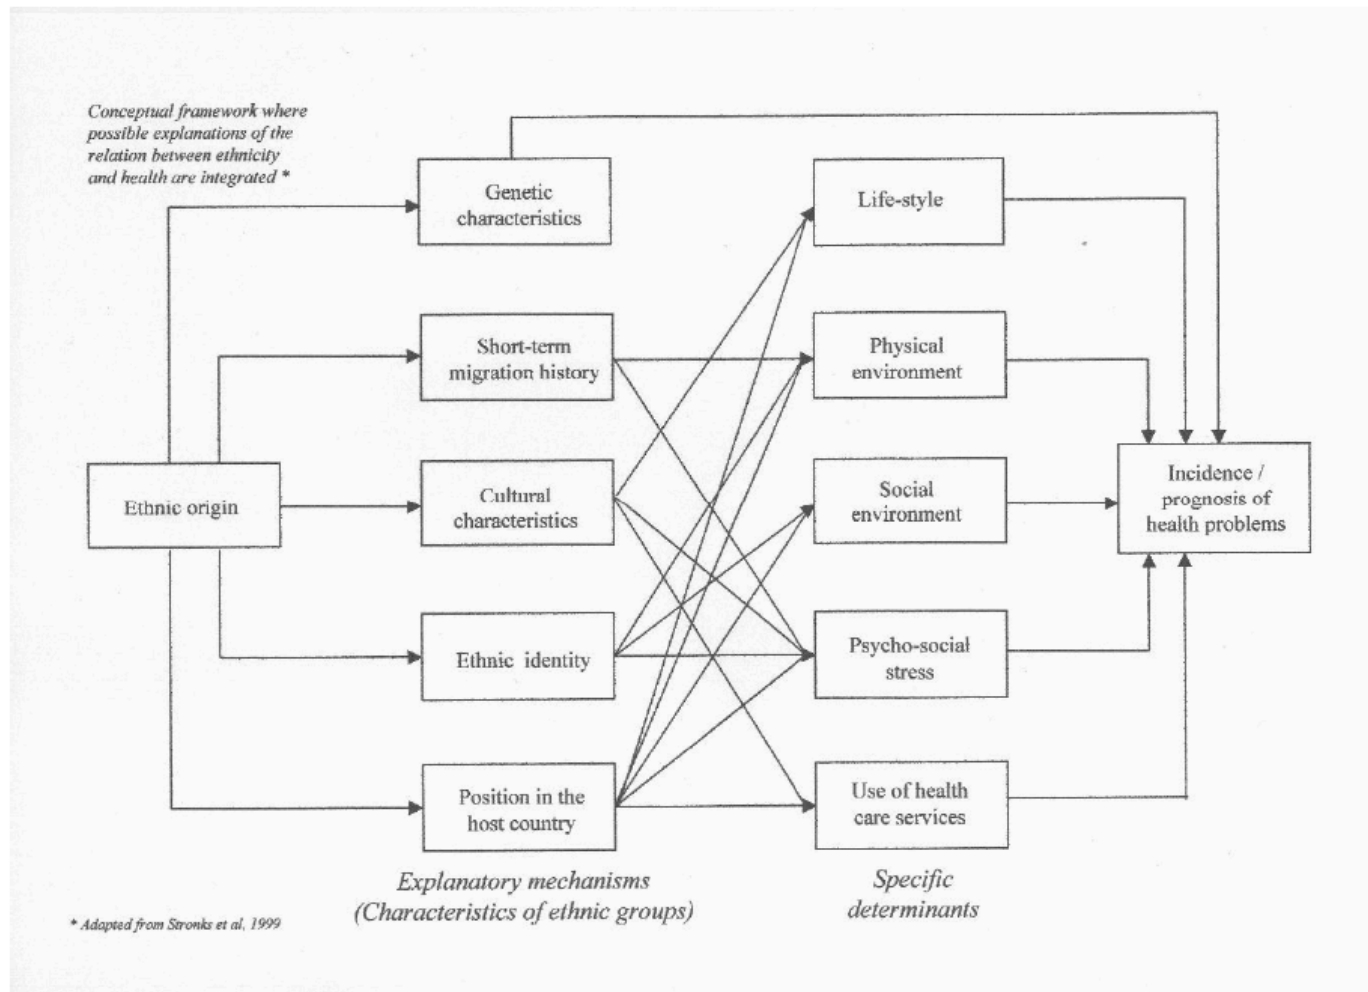 Conceptual framework where
possible explanations of the
relation between ethnicity
and health are integrated *
Genetic
characteristics
Life-style
Short-term
migration history
Physical
environment
Ethnic origin
Cultural
characteristics
Social
environment
Incidence /
prognosis of
health problems
Ethnic identity
Psycho-social
stress
Position in the
host country
Use of health
care services
Explanatory mechanisms
(Characteristics of ethnic groups)
Specific
determinants
* Adapted from Stronks et al, 1999